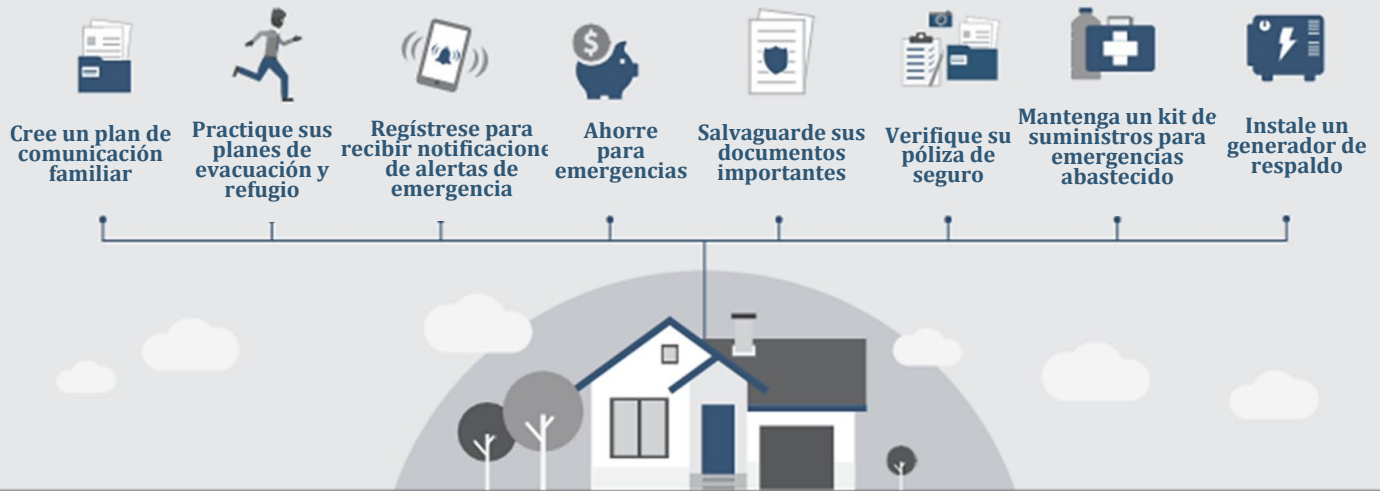 Cree un plan de
comunicación
familiar
Practique sus
planes de
evacuación y
refugio
Regístrese para
recibir notificacione
de alertas de
emergencia
Ahorre
para
emergencias
Salvaguarde sus
documentos
importantes
Verifique su
póliza de
seguro
Mantenga un kit de
suministros para
emergencias
abastecido
Instale un
generador de
respaldo